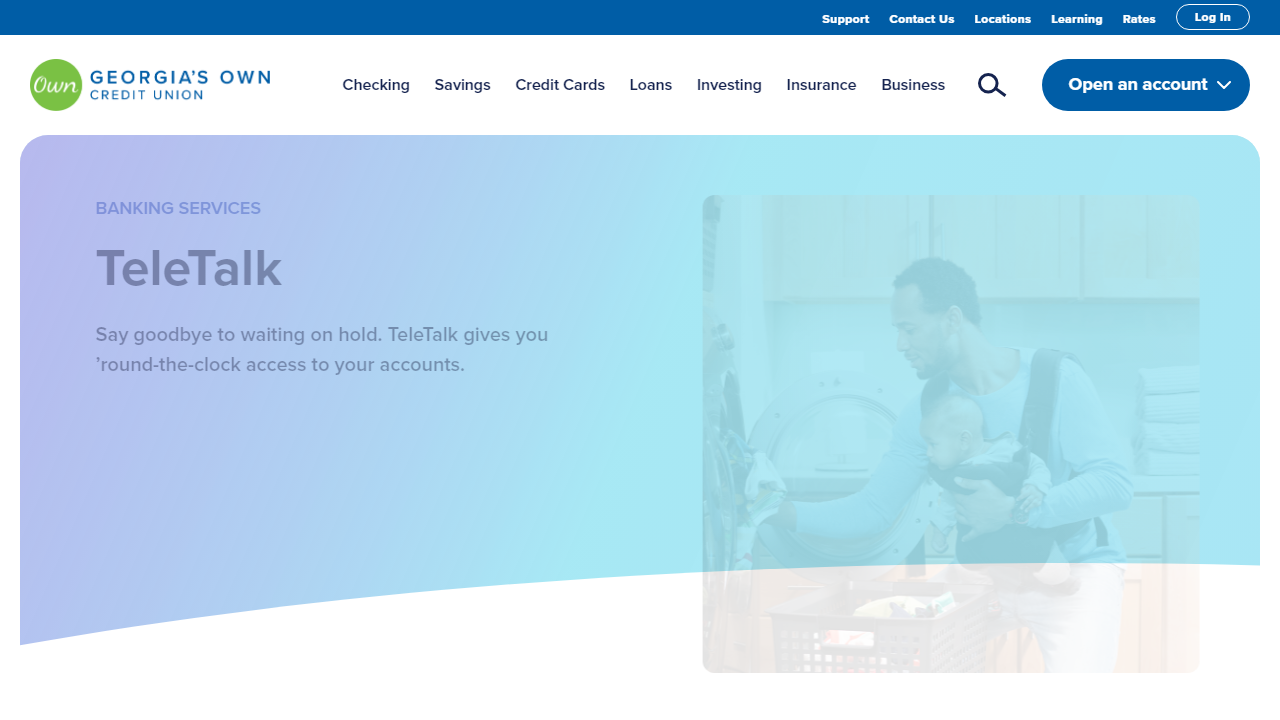 Support Contact Us Locations Learning Rates Log In
Own GEORGIA'S OWN
CREDIT UNION
Checking Savings Credit Cards Loans Investing Insurance Business Open an account
BANKING SERVICES
TeleTalk
Say goodbye to waiting on hold. TeleTalk gives you
’round-the-clock access to your accounts.